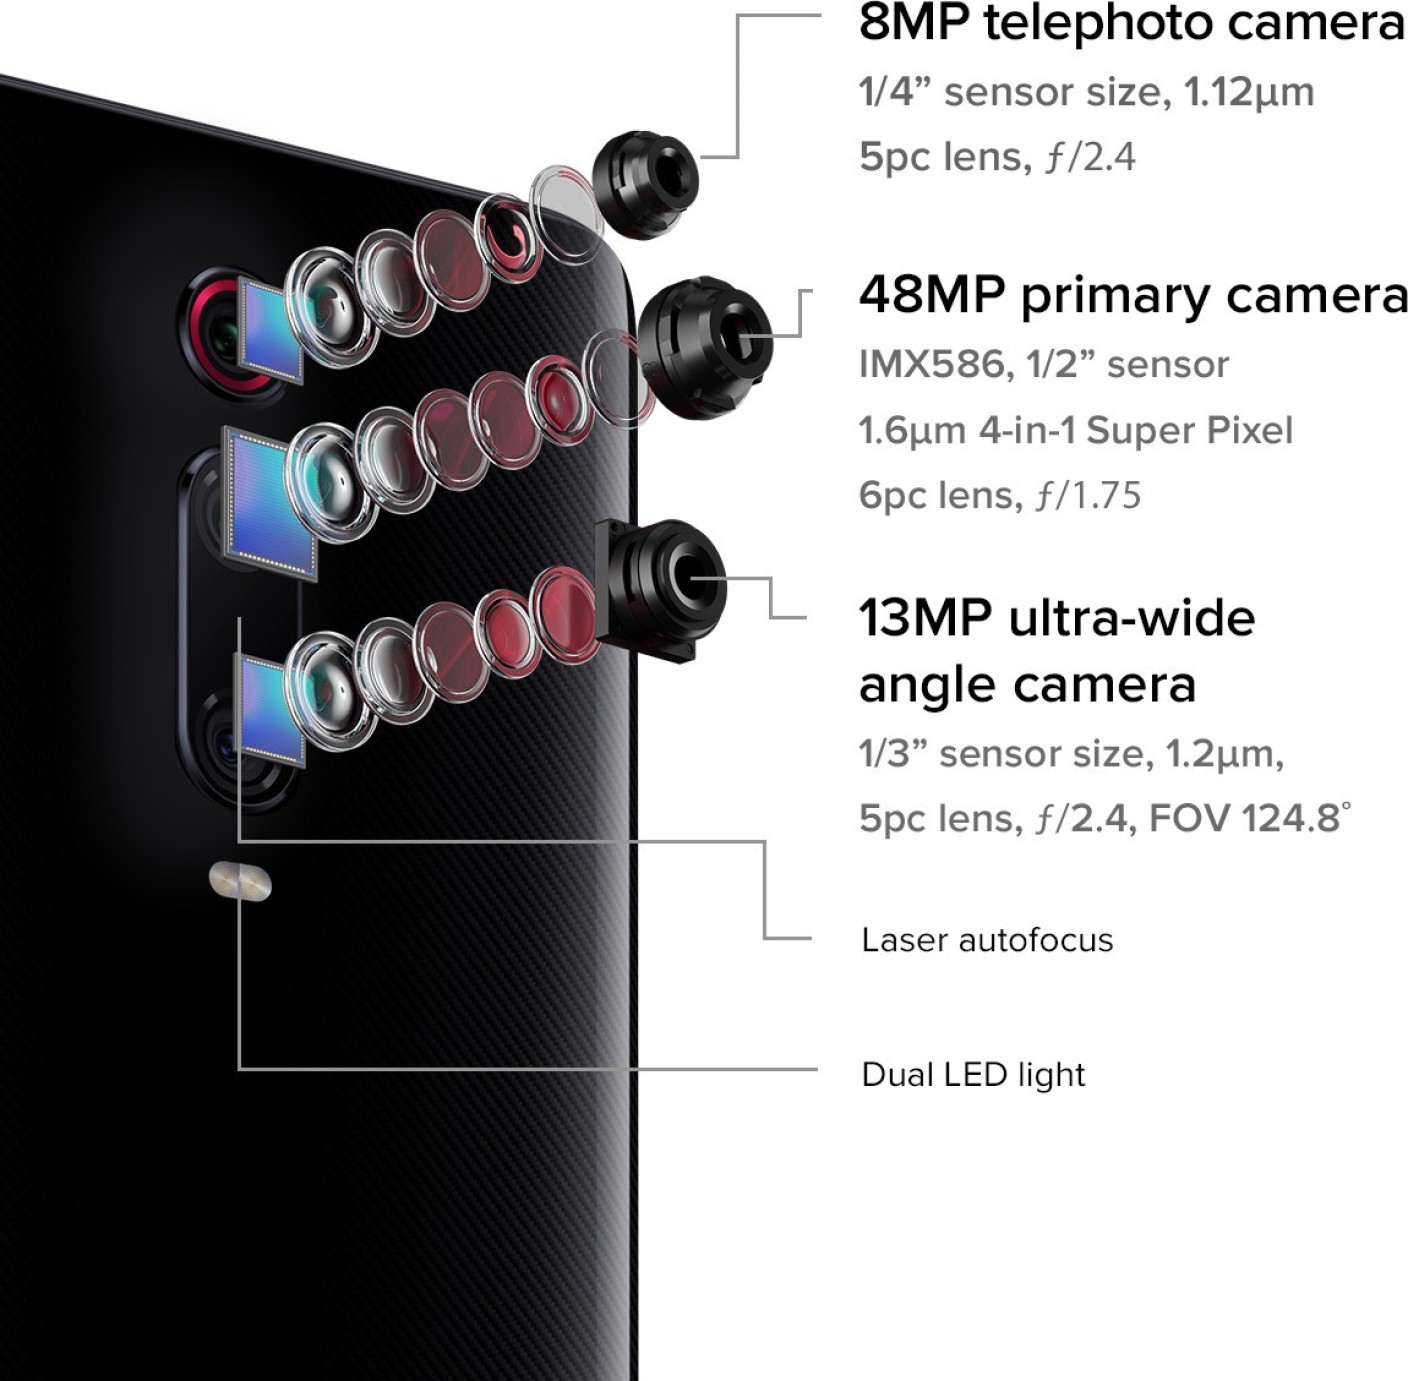 8MP telephoto camera
1/4” sensor size, 1.12μm
5pc lens, ƒ/2.4
48MP primary camera
IMX586, 1/2” sensor
1.6μm 4-in-1 Super Pixel
6pc lens, ƒ/1.75
13MP ultra-wide
angle camera
1/3” sensor size, 1.2μm,
5pc lens, ƒ/2.4, FOV 124.8°
Laser autofocus
Dual LED light